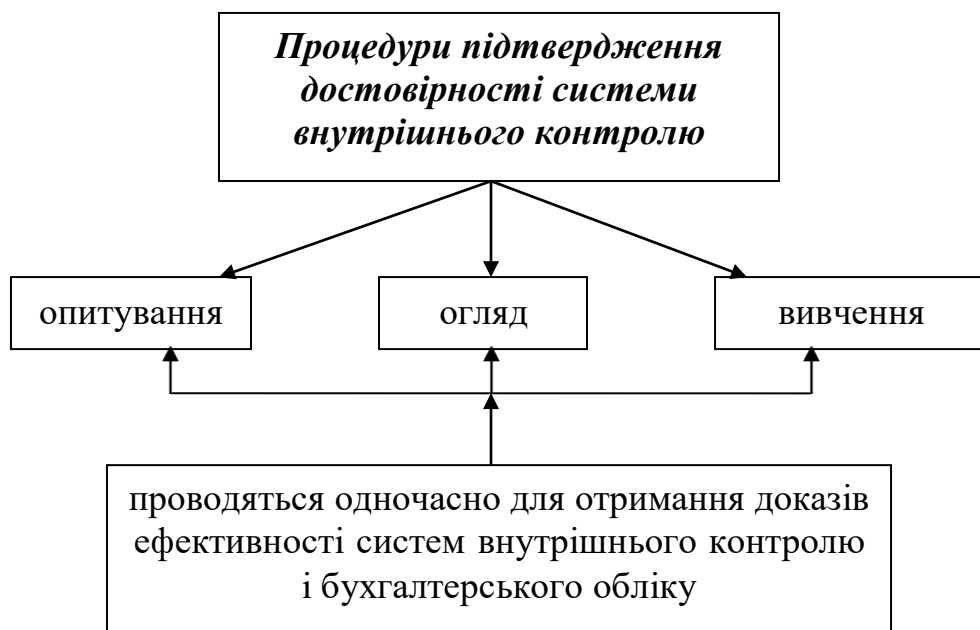 Процедури підтвердження
достовірності системи
внутрішнього контролю
опитування
огляд
вивчення
проводяться одночасно для отримання доказів
ефективності систем внутрішнього контролю
і бухгалтерського обліку